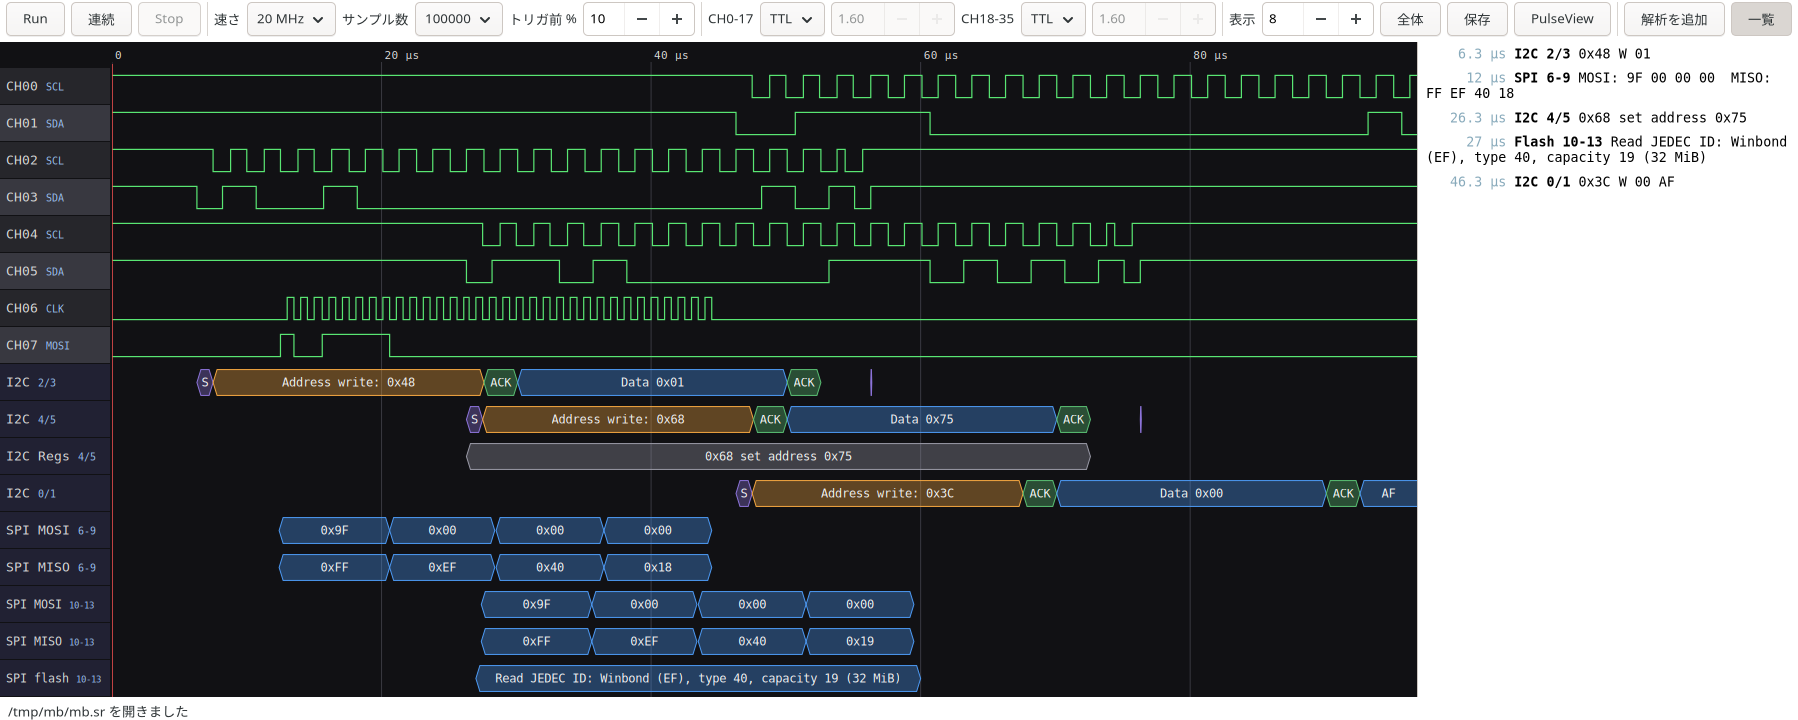 Run 連続 Stop 速さ 20 MHz サンプル数 100000 トリガ前 % 10 − + CH0-17 TTL 1.60 − + CH18-35 TTL 1.60 − + 表示 8 − + 全体 保存 PulseView 解析を追加 一覧
0 20 µs 40 µs 60 µs 80 µs
CH00 SCL
CH01 SDA
CH02 SCL
CH03 SDA
CH04 SCL
CH05 SDA
CH06 CLK
CH07 MOSI
I2C 2/3 S Address write: 0x48 ACK Data 0x01 ACK
I2C 4/5 S Address write: 0x68 ACK Data 0x75 ACK
I2C Regs 4/5 0x68 set address 0x75
I2C 0/1 S Address write: 0x3C ACK Data 0x00 ACK AF
SPI MOSI 6-9 0x9F 0x00 0x00 0x00
SPI MISO 6-9 0xFF 0xEF 0x40 0x18
SPI MOSI 10-13 0x9F 0x00 0x00 0x00
SPI MISO 10-13 0xFF 0xEF 0x40 0x19
SPI flash 10-13 Read JEDEC ID: Winbond (EF), type 40, capacity 19 (32 MiB)
6.3 µs I2C 2/3 0x48 W 01
12 µs SPI 6-9 MOSI: 9F 00 00 00 MISO:
FF EF 40 18
26.3 µs I2C 4/5 0x68 set address 0x75
27 µs Flash 10-13 Read JEDEC ID: Winbond
(EF), type 40, capacity 19 (32 MiB)
46.3 µs I2C 0/1 0x3C W 00 AF
/tmp/mb/mb.sr を開きました